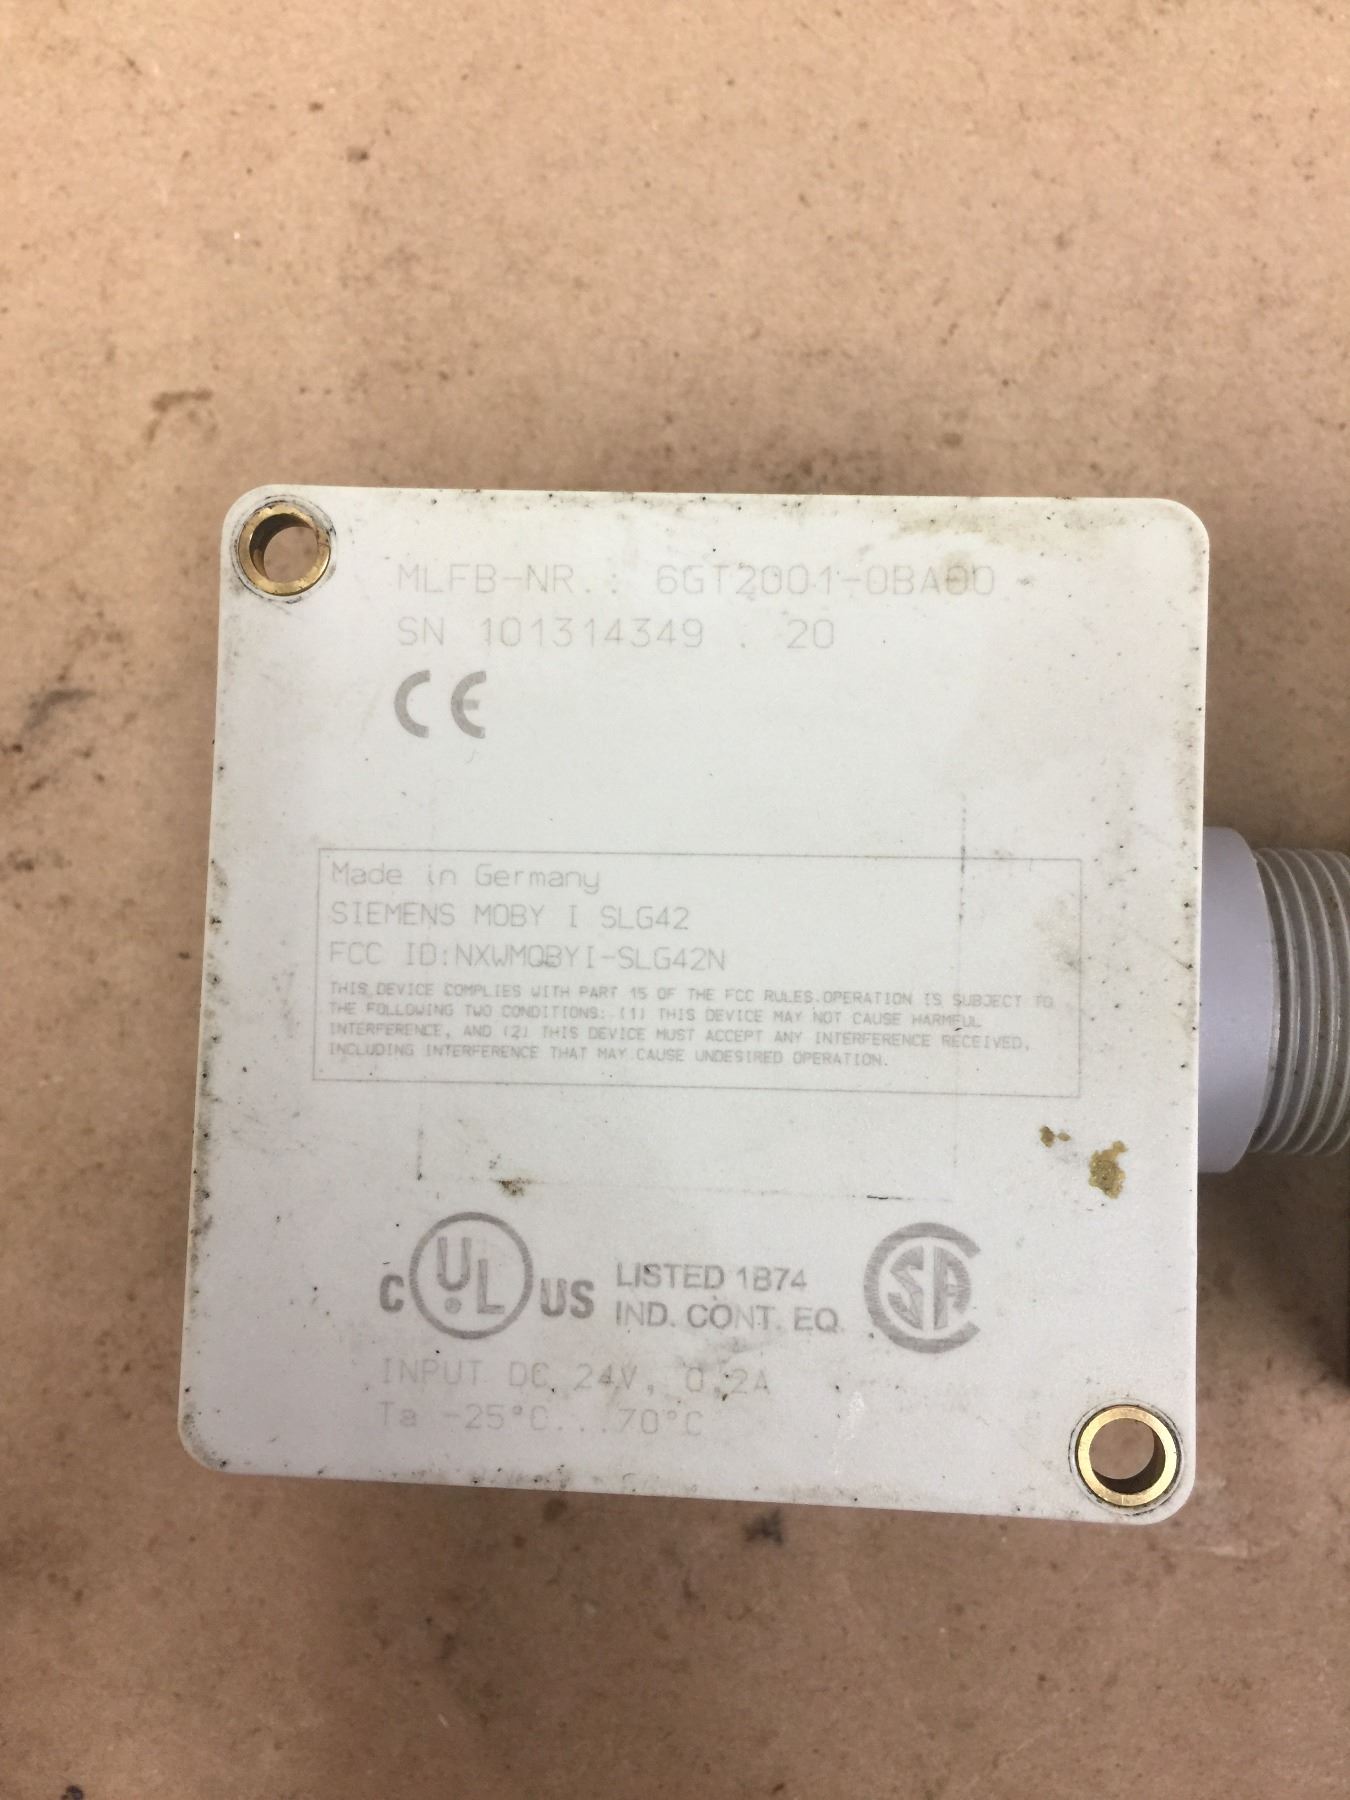 MLFB-NR.: 6GT2001-0BA00
SN 101314349 . 20
CE
Made in Germany
SIEMENS MOBY I SLG42
FCC ID:NXWMOBYI-SLG42N
THIS DEVICE COMPLIES WITH PART 15 OF THE FCC RULES.OPERATION IS SUBJECT TO
THE FOLLOWING TWO CONDITIONS: (1) THIS DEVICE MAY NOT CAUSE HARMFUL
INTERFERENCE, AND (2) THIS DEVICE MUST ACCEPT ANY INTERFERENCE RECEIVED,
INCLUDING INTERFERENCE THAT MAY CAUSE UNDESIRED OPERATION.
C UL US LISTED 1B74 SA
IND. CONT. EQ.
INPUT DC 24V, 0,2A
Ta -25°C...70°C